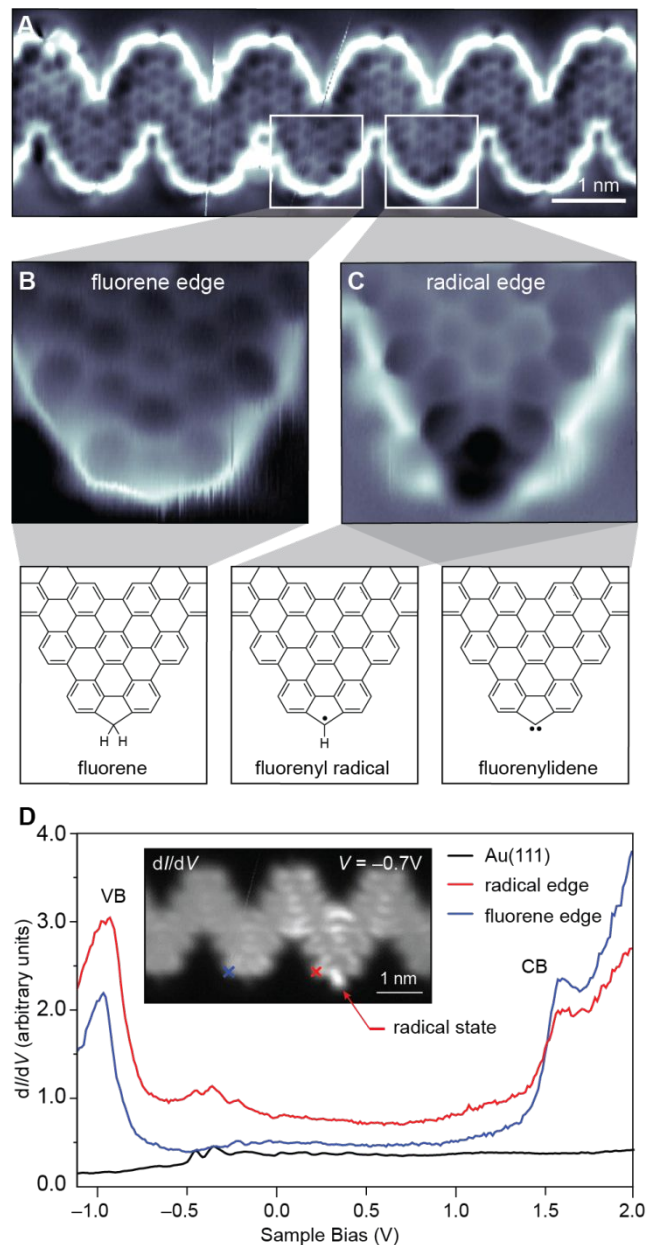 A
1 nm
B fluorene edge
C radical edge
H H
fluorene
•
H
fluorenyl radical
••
fluorenylidene
D
4.0
3.0
2.0
1.0
0.0
dI/dV (arbitrary units)
VB
dI/dV V = –0.7V
1 nm
radical state
Au(111)
radical edge
fluorene edge
CB
–1.0 –0.5 0.0 0.5 1.0 1.5 2.0
Sample Bias (V)